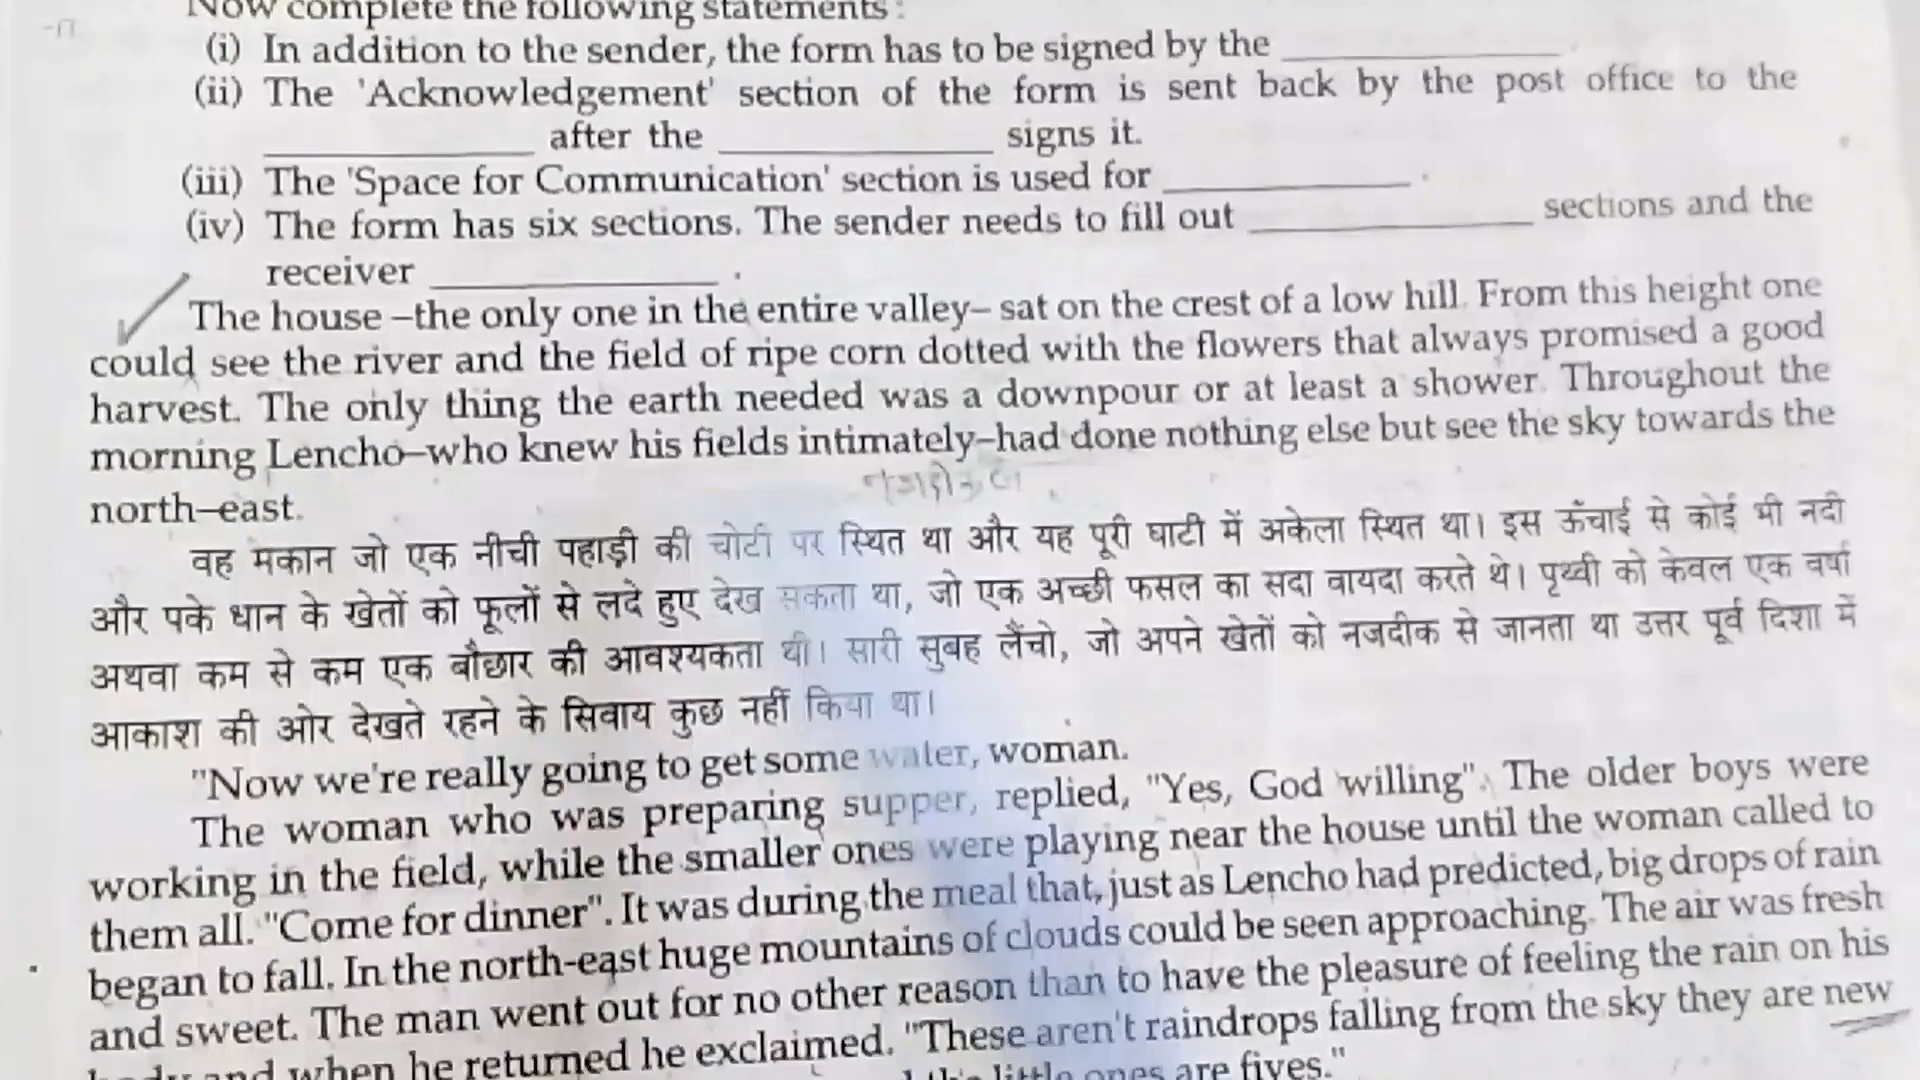 Now complete the following statements :
(i) In addition to the sender, the form has to be signed by the ____________ .
(ii) The 'Acknowledgement' section of the form is sent back by the post office to the
____________ after the ____________ signs it.
(iii) The 'Space for Communication' section is used for ____________ .
(iv) The form has six sections. The sender needs to fill out ____________ sections and the
receiver ____________ .
The house –the only one in the entire valley– sat on the crest of a low hill. From this height one
could see the river and the field of ripe corn dotted with the flowers that always promised a good
harvest. The only thing the earth needed was a downpour or at least a shower. Throughout the
morning Lencho–who knew his fields intimately–had done nothing else but see the sky towards the
north–east.
वह मकान जो एक नीची पहाड़ी की चोटी पर स्थित था और यह पूरी घाटी में अकेला स्थित था। इस ऊँचाई से कोई भी नदी
और पके धान के खेतों को फूलों से लदे हुए देख सकता था, जो एक अच्छी फसल का सदा वायदा करते थे। पृथ्वी को केवल एक वर्षा
अथवा कम से कम एक बौछार की आवश्यकता थी। सारी सुबह लैंचो, जो अपने खेतों को नजदीक से जानता था उत्तर पूर्व दिशा में
आकाश की ओर देखते रहने के सिवाय कुछ नहीं किया था।
"Now we're really going to get some water, woman.
The woman who was preparing supper, replied, "Yes, God willing". The older boys were
working in the field, while the smaller ones were playing near the house until the woman called to
them all. "Come for dinner". It was during the meal that, just as Lencho had predicted, big drops of rain
began to fall. In the north-east huge mountains of clouds could be seen approaching. The air was fresh
and sweet. The man went out for no other reason than to have the pleasure of feeling the rain on his
body and when he returned he exclaimed. "These aren't raindrops falling from the sky they are new
little ones are fives."